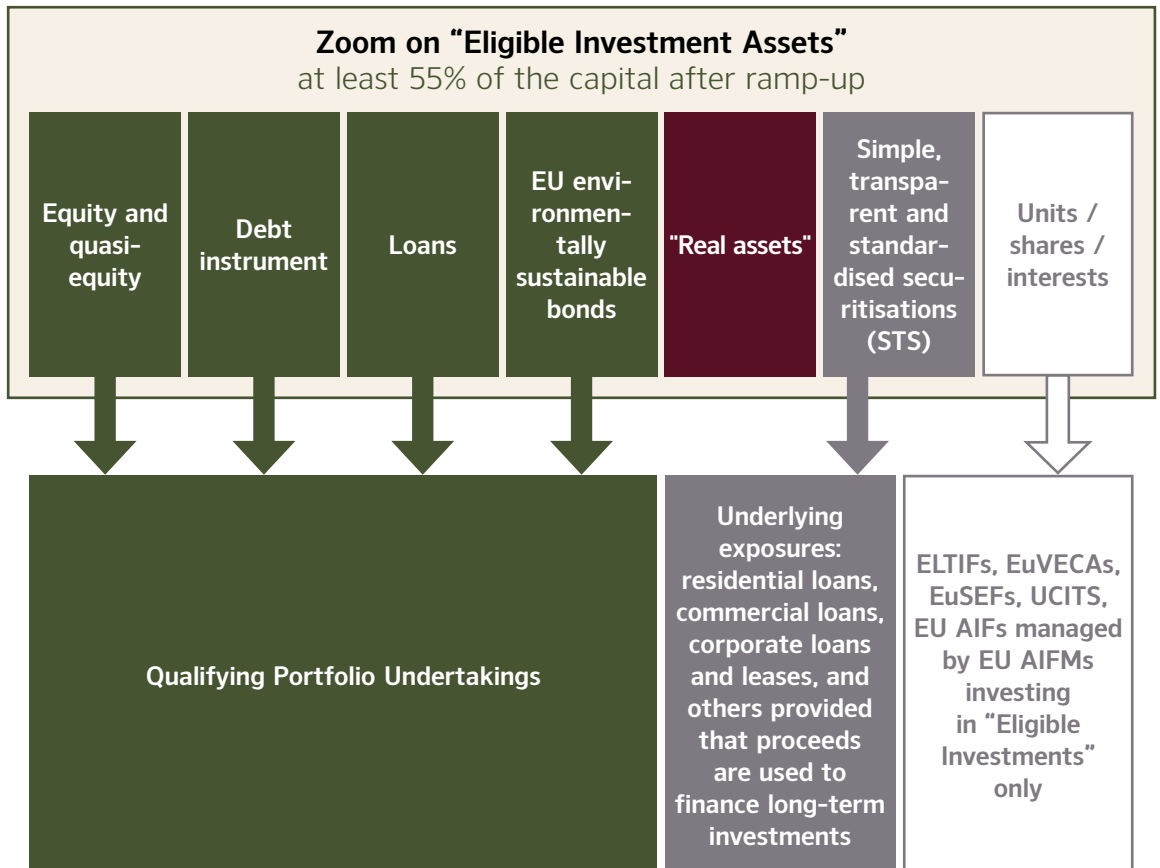 Zoom on “Eligible Investment Assets”
at least 55% of the capital after ramp-up
Equity and
quasi-
equity
Debt
instrument
Loans
EU envi-
ronmen-
tally
sustainable
bonds
"Real assets"
Simple,
transpa-
rent and
standar-
dised secu-
ritisations
(STS)
Units /
shares /
interests
Qualifying Portfolio Undertakings
Underlying
exposures:
residential loans,
commercial loans,
corporate loans
and leases, and
others provided
that proceeds
are used to
finance long-term
investments
ELTIFs, EuVECAs,
EuSEFs, UCITS,
EU AIFs managed
by EU AIFMs
investing
in “Eligible
Investments”
only